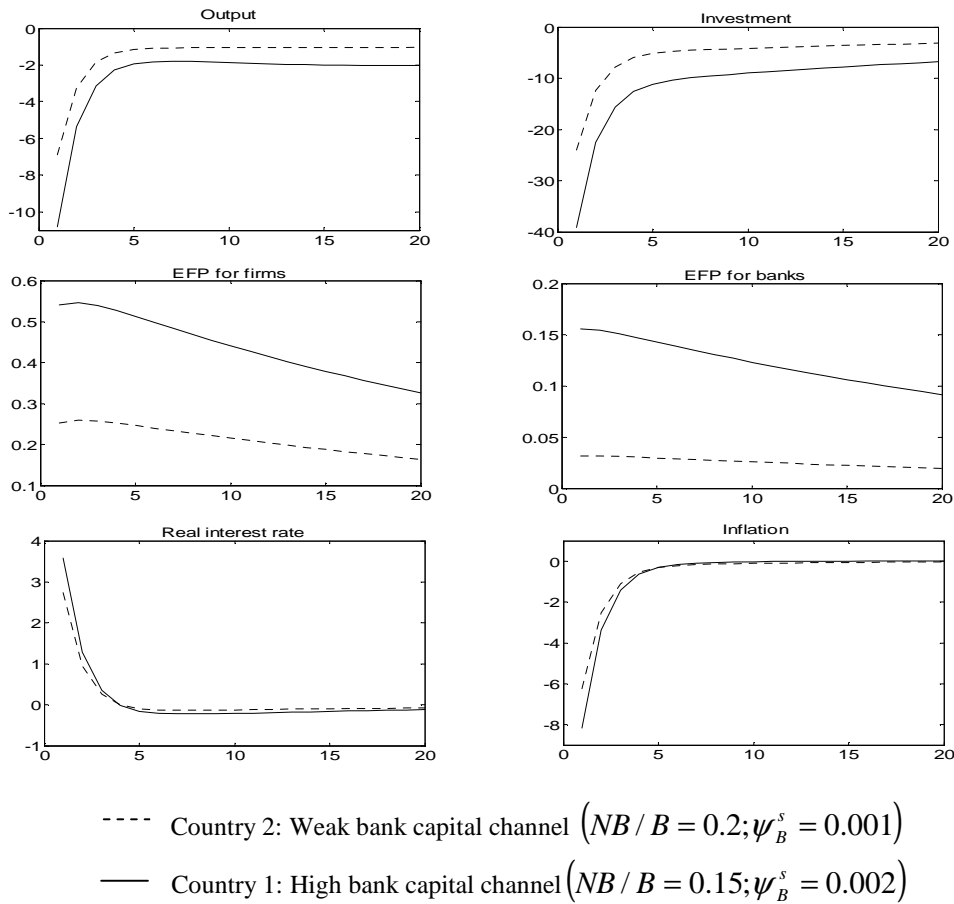 Output
0
-2
-4
-6
-8
-10
0 5 10 15 20
Investment
0
-10
-20
-30
-40
0 5 10 15 20
EFP for firms
0.6
0.5
0.4
0.3
0.2
0.1
0 5 10 15 20
EFP for banks
0.2
0.15
0.1
0.05
0
0 5 10 15 20
Real interest rate
4
3
2
1
0
-1
0 5 10 15 20
Inflation
0
-2
-4
-6
-8
0 5 10 15 20
Country 2: Weak bank capital channel (NB / B = 0.2; ψ_B^s = 0.001)
Country 1: High bank capital channel (NB / B = 0.15; ψ_B^s = 0.002)